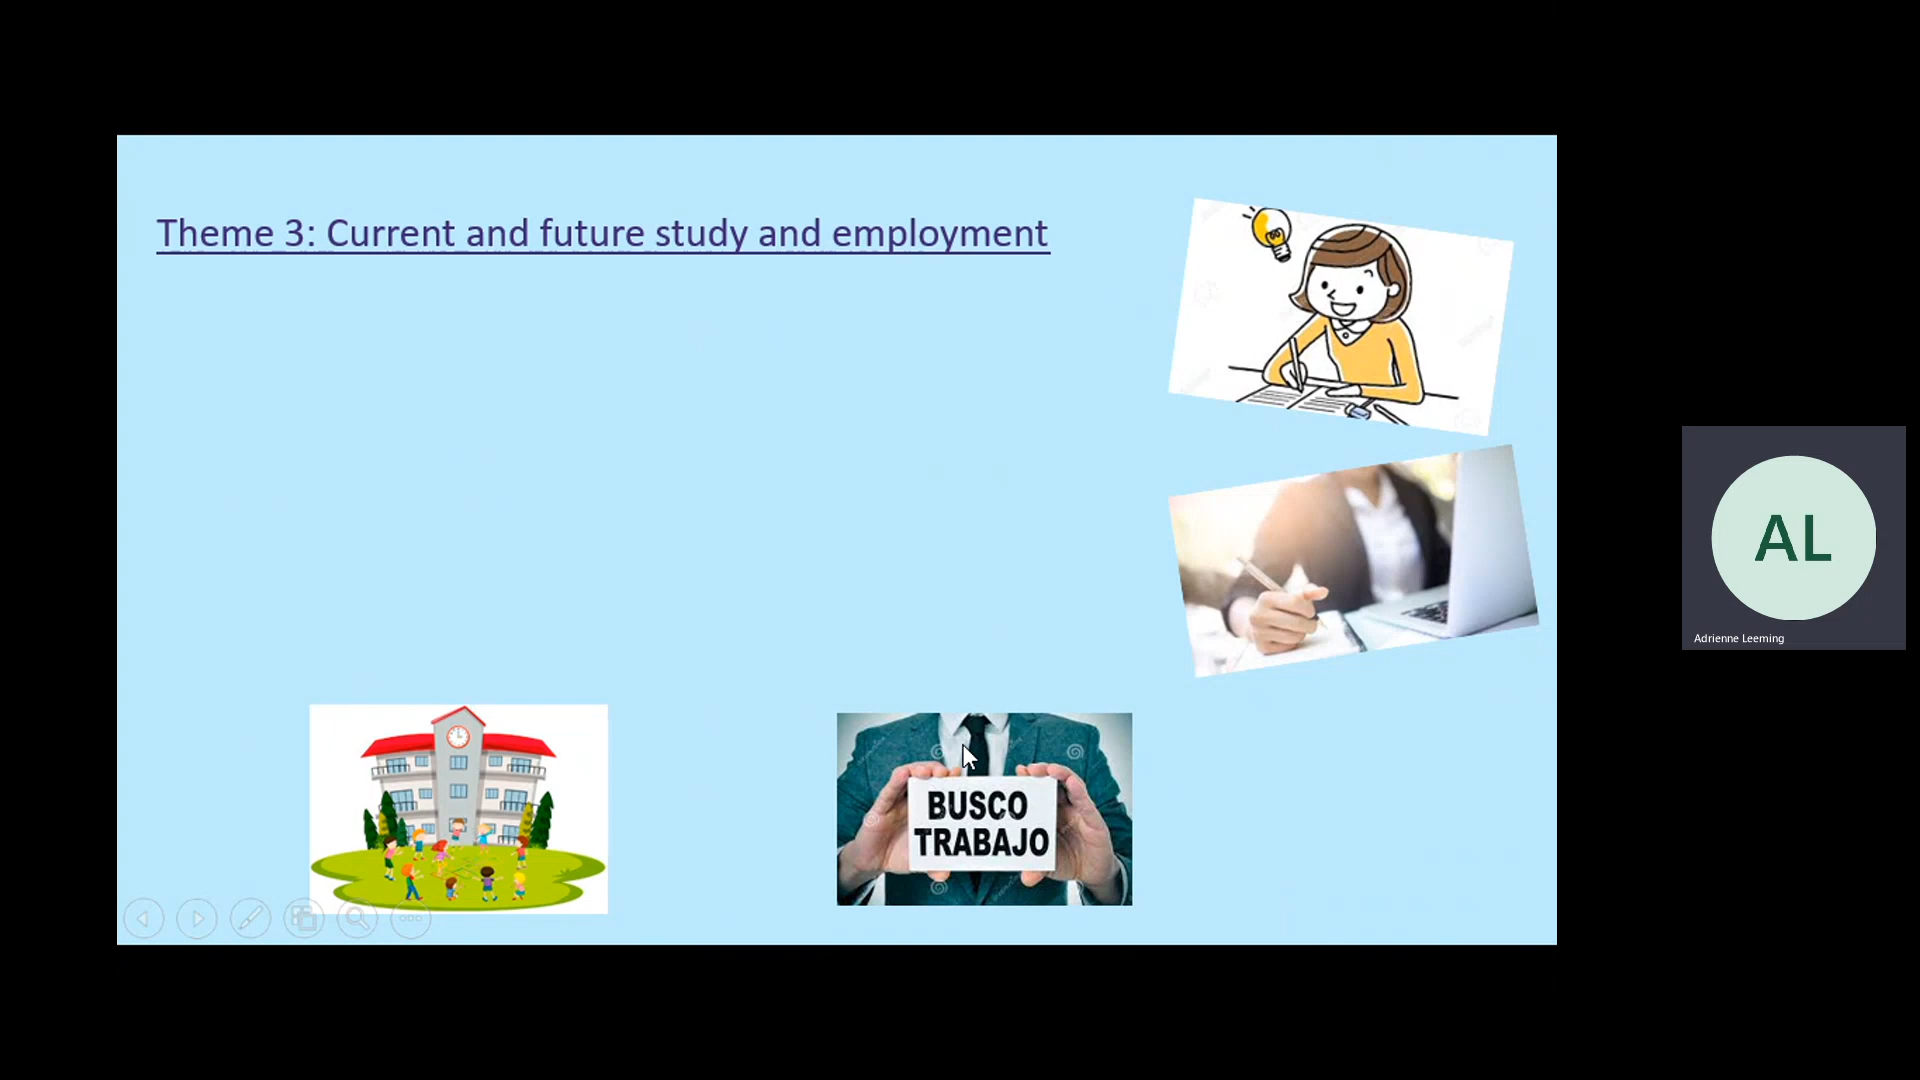 Theme 3: Current and future study and employment
BUSCO
TRABAJO
AL
Adrienne Leeming